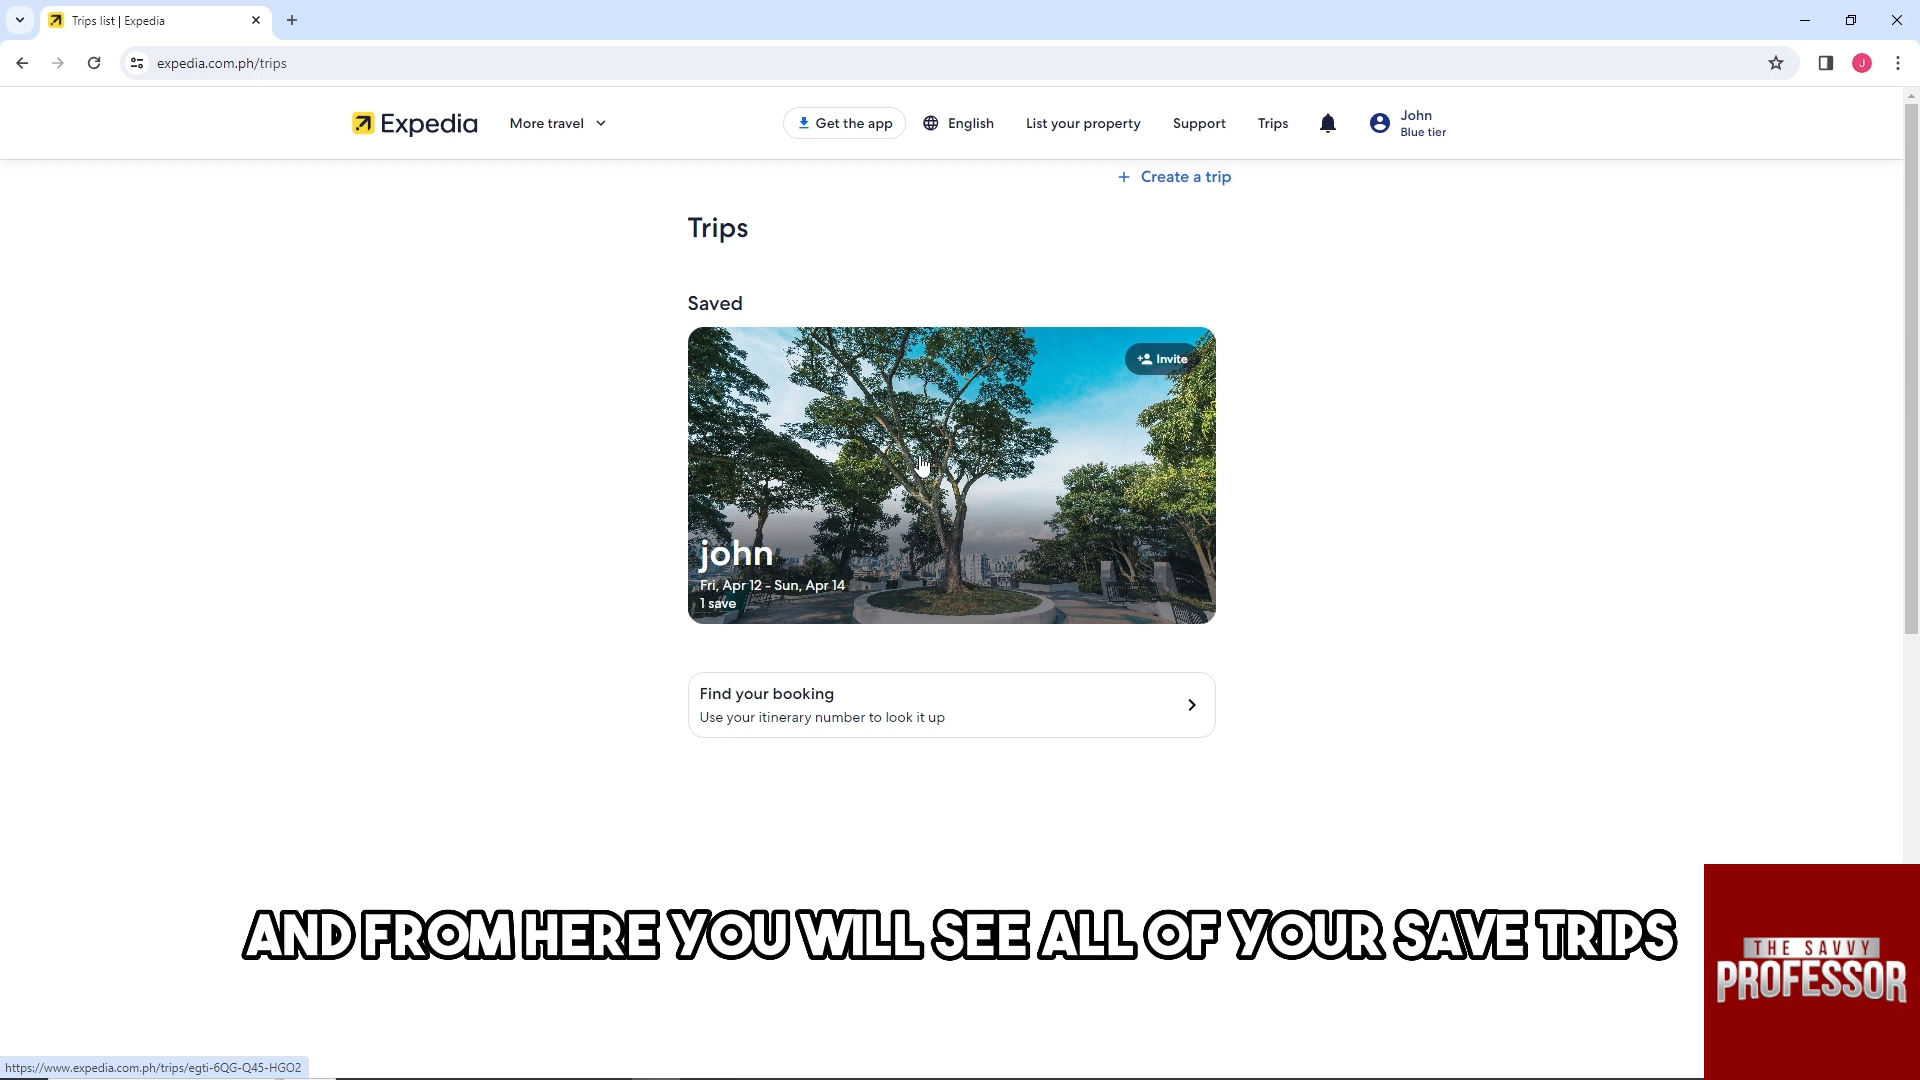 Trips list | Expedia
expedia.com.ph/trips
J
Expedia
More travel
Get the app
English
List your property
Support
Trips
John
Blue tier
+ Create a trip
Trips
Saved
Invite
john
Fri, Apr 12 - Sun, Apr 14
1 save
Find your booking
Use your itinerary number to look it up
AND FROM HERE YOU WILL SEE ALL OF YOUR SAVE TRIPS
THE SAVVY
PROFESSOR
https://www.expedia.com.ph/trips/egti-6QG-Q45-HGO2